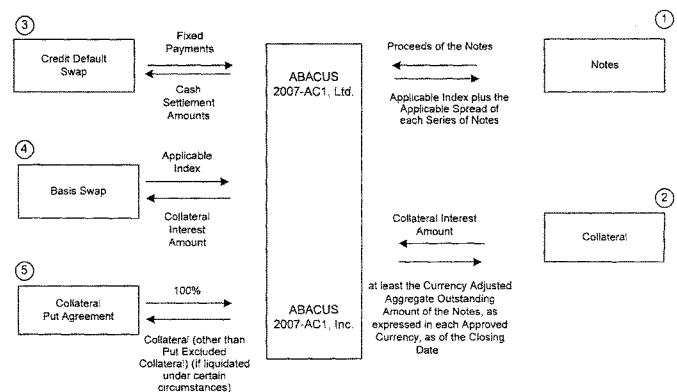 3
Credit Default
Swap
Fixed
Payments
Cash
Settlement
Amounts
4
Basis Swap
Applicable
Index
Collateral
Interest
Amount
5
Collateral
Put Agreement
100%
Collateral (other than
Put Excluded
Collateral) (if liquidated
under certain
circumstances)
ABACUS
2007-AC1, Ltd.
ABACUS
2007-AC1, Inc.
1
Proceeds of the Notes
Notes
Applicable Index plus the
Applicable Spread of
each Series of Notes
2
Collateral Interest
Amount
Collateral
at least the Currency Adjusted
Aggregate Outstanding
Amount of the Notes, as
expressed in each Approved
Currency, as of the Closing
Date